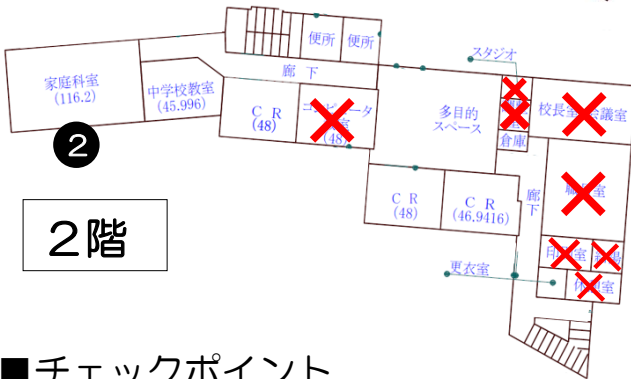 スタジオ
便所 便所
家庭科室
(116.2)
中学校教室
(45.996)
廊下
CR
(48)
(48)
多目的
スペース
倉庫
校長室
会議室
廊下
CR
(48)
CR
(46.9416)
更衣室
❷
2階
■チェックポイント